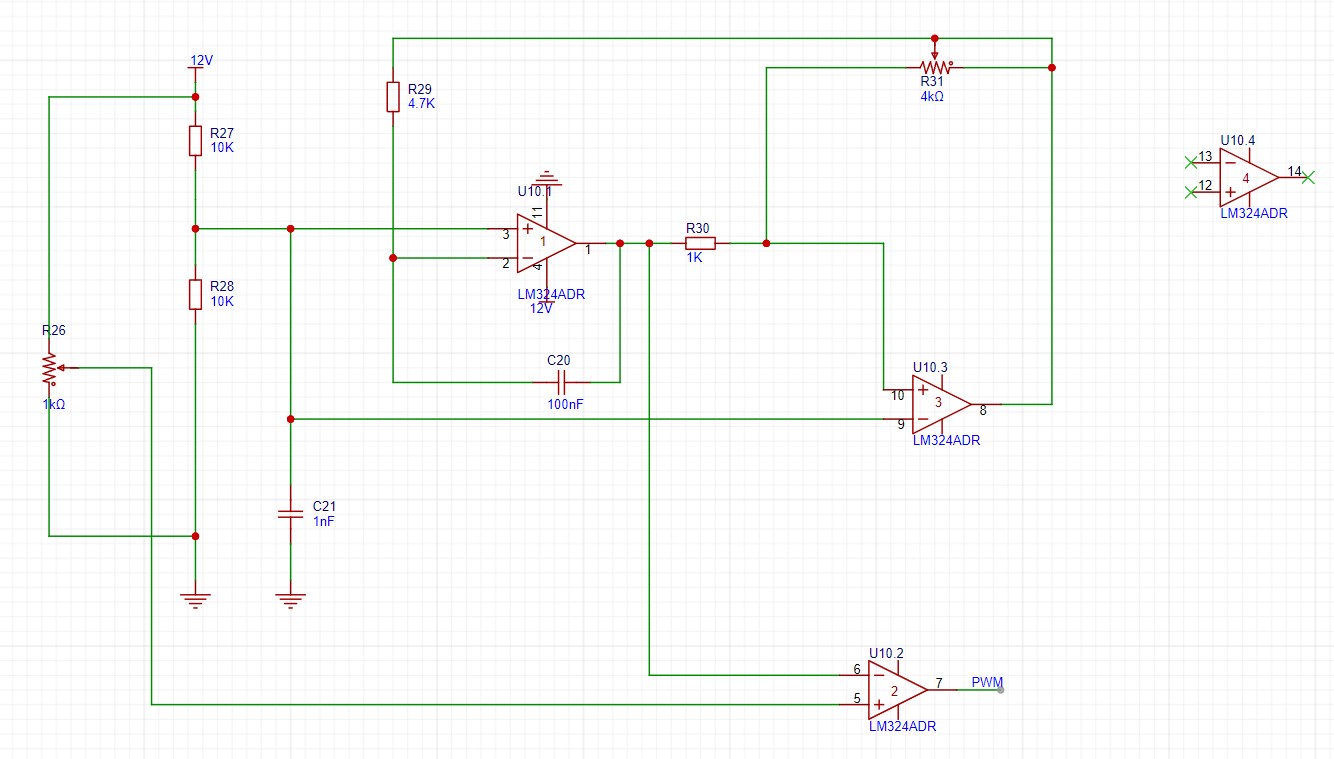 12V
R27
10K
R28
10K
R26
1kΩ
R29
4.7K
U10.1
11
3
2
1
1
4
LM324ADR
12V
C20
100nF
C21
1nF
R30
1K
R31
4kΩ
U10.3
10
9
3
8
LM324ADR
U10.2
6
5
2
7
PWM
LM324ADR
U10.4
13
12
4
14
LM324ADR